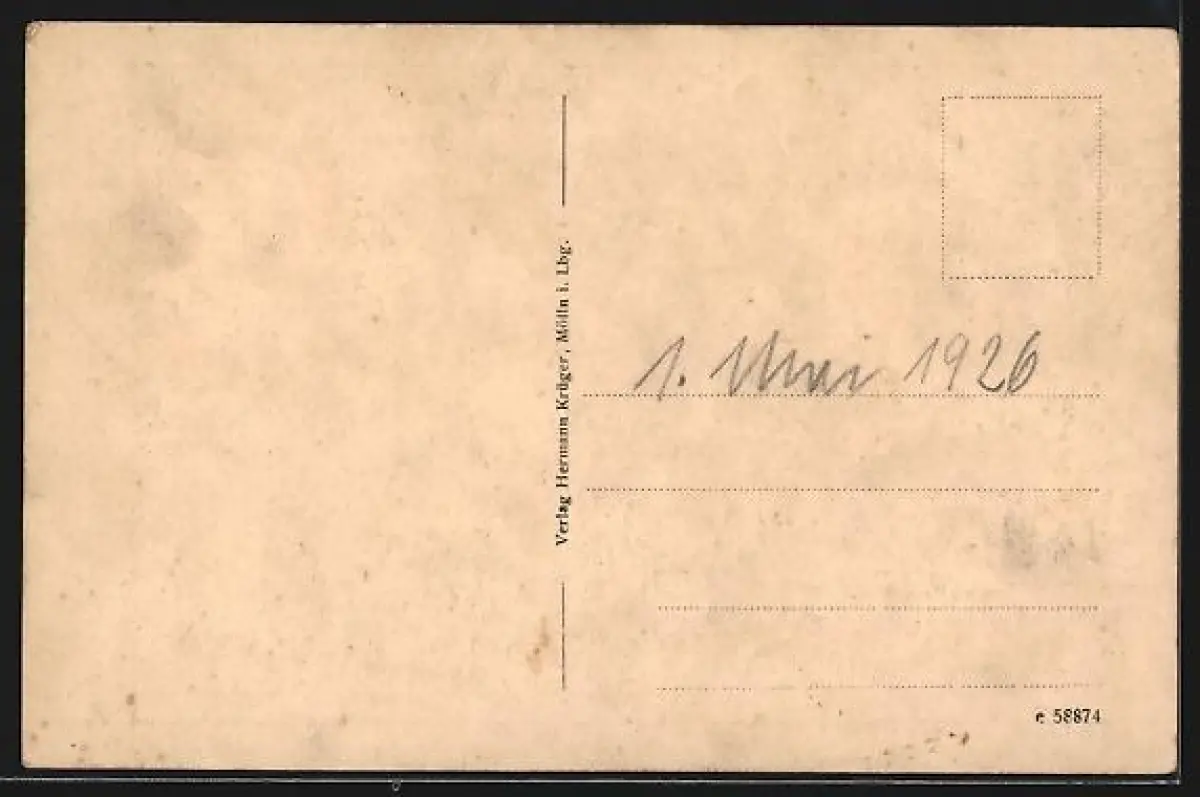 Verlag Hermann Krüger, Mölln i. Lbg.
1. Mai 1926
e 58874